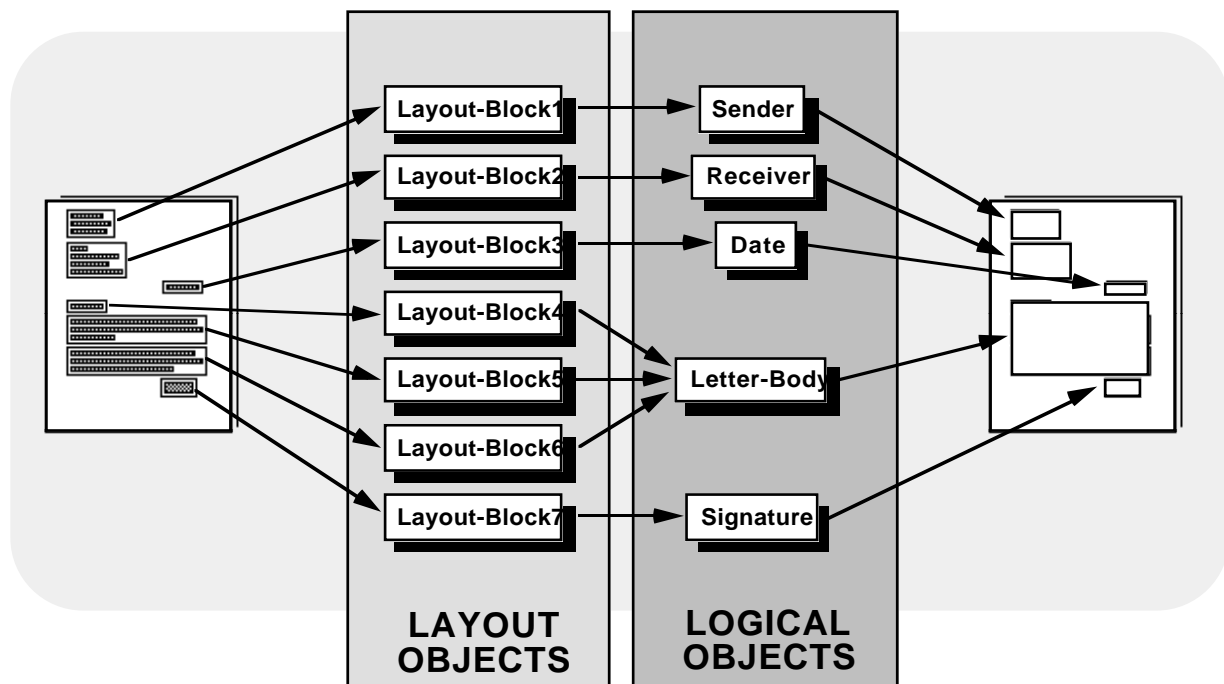 Layout-Block1
Sender
Layout-Block2
Receiver
Layout-Block3
Date
Layout-Block4
Layout-Block5
Letter-Body
Layout-Block6
Layout-Block7
Signature
LAYOUT
OBJECTS
LOGICAL
OBJECTS